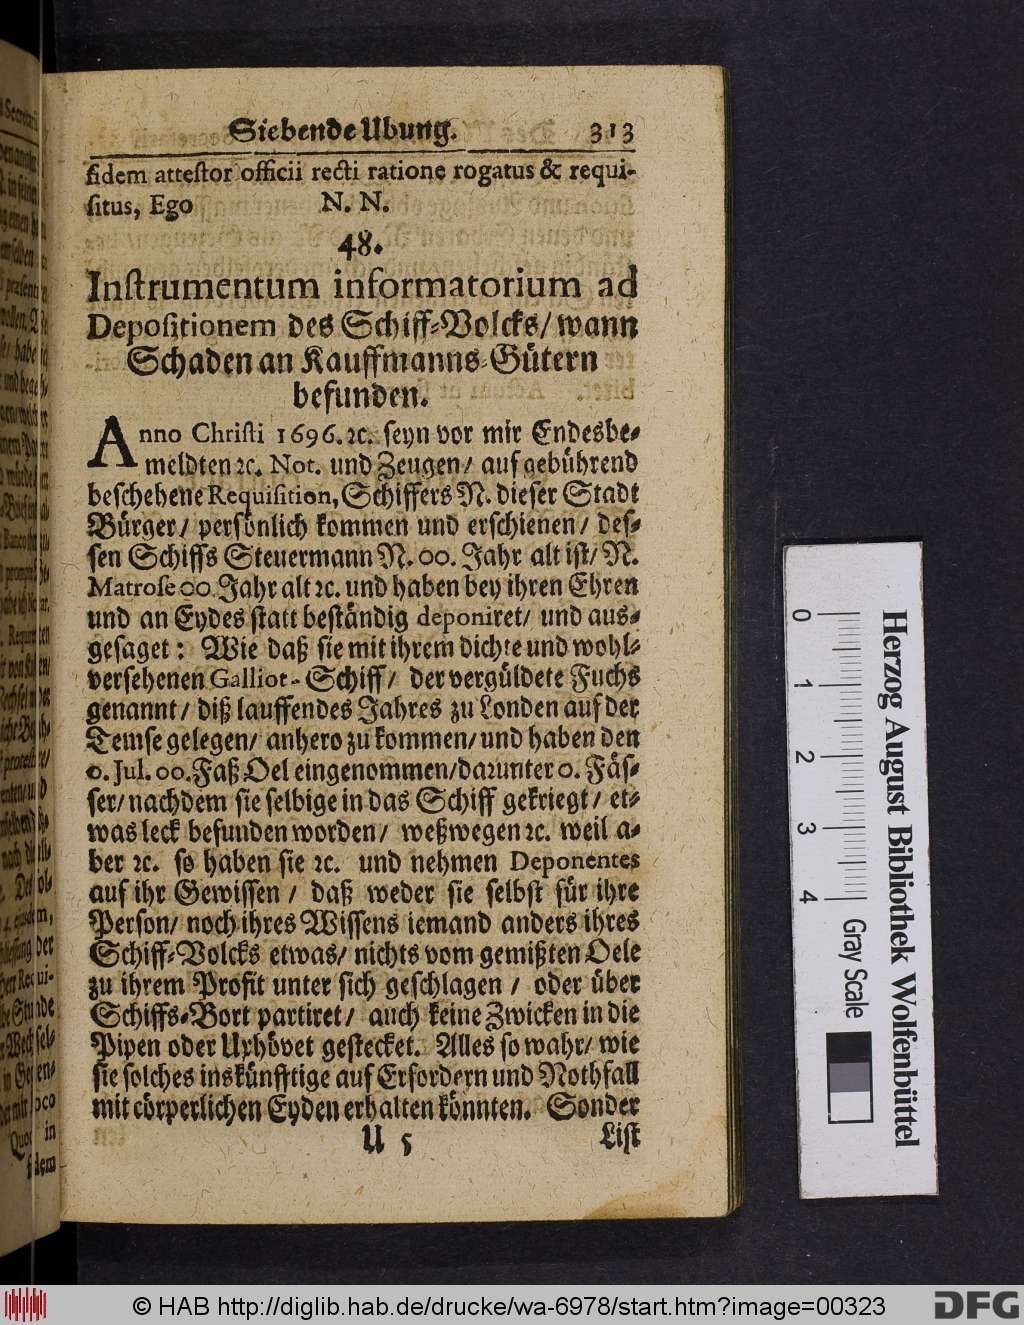 Siebende Ubung. 313
fidem attestor officii recti ratione rogatus & requi-
situs, Ego N. N.
48.
Instrumentum informatorium ad
Depositionem des Schiff-Volcks/ wann
Schaden an Kauffmanns-Gütern
befunden.
Anno Christi 1696. ꝛc. seyn vor mir Endesbe-
meldten ꝛc. Not. und Zeugen/ auf gebührend
beschehene Requisition, Schiffers N. dieser Stadt
Bürger/ persönlich kommen und erschienen/ des-
sen Schiffs Steuermann N. 00. Jahr alt ist/ N.
Matrose 00 Jahr alt ꝛc. und haben bey ihren Ehren
und an Eydes statt beständig deponiret/ und aus-
gesaget: Wie daß sie mit ihrem dichte und wohl-
versehenen Galliot-Schiff/ der vergüldete Fuchs
genannt/ diß lauffendes Jahres zu Londen auf der
Temse gelegen/ anhero zu kommen/ und haben den
0. Jul. 00. Faß Oel eingenommen/ darunter 0. Fäs-
ser/ nachdem sie selbige in das Schiff gekriegt/ et-
was leck befunden worden/ weßwegen ꝛc. weil a-
ber ꝛc. so haben sie ꝛc. und nehmen Deponentes
auf ihr Gewissen/ daß weder sie selbst für ihre
Person/ noch ihres Wissens iemand anders ihres
Schiff-Volcks etwas/ nichts vom gemißten Oele
zu ihrem Profit unter sich geschlagen/ oder über
Schiffs-Bort partiret/ auch keine Zwicken in die
Pipen oder Uxhövet gestecket. Alles so wahr/ wie
sie solches inskünfftige auf Erfordern und Nothfall
mit cörperlichen Eyden erhalten könnten. Sonder
U 5 List
0 1 2 3 4
Gray Scale
Herzog August Bibliothek Wolfenbüttel
© HAB http://diglib.hab.de/drucke/wa-6978/start.htm?image=00323
DFG